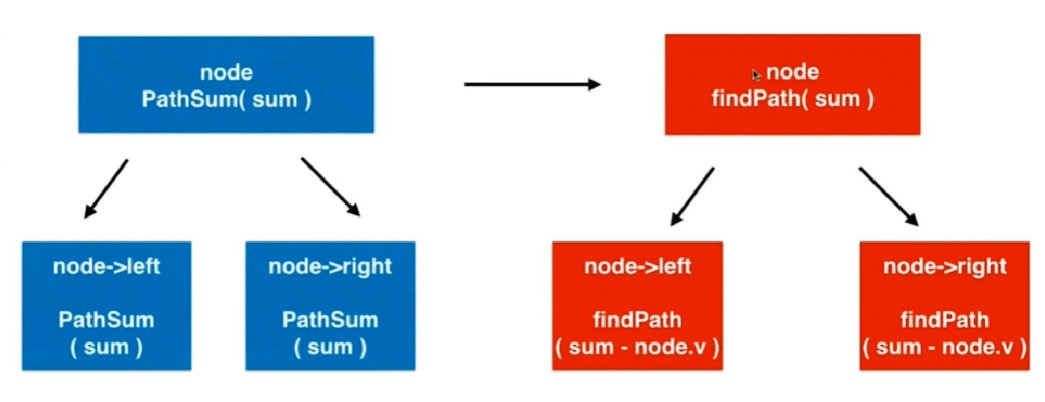 node
PathSum( sum )
node
findPath( sum )
node->left
PathSum
( sum )
node->right
PathSum
( sum )
node->left
findPath
( sum - node.v )
node->right
findPath
( sum - node.v )